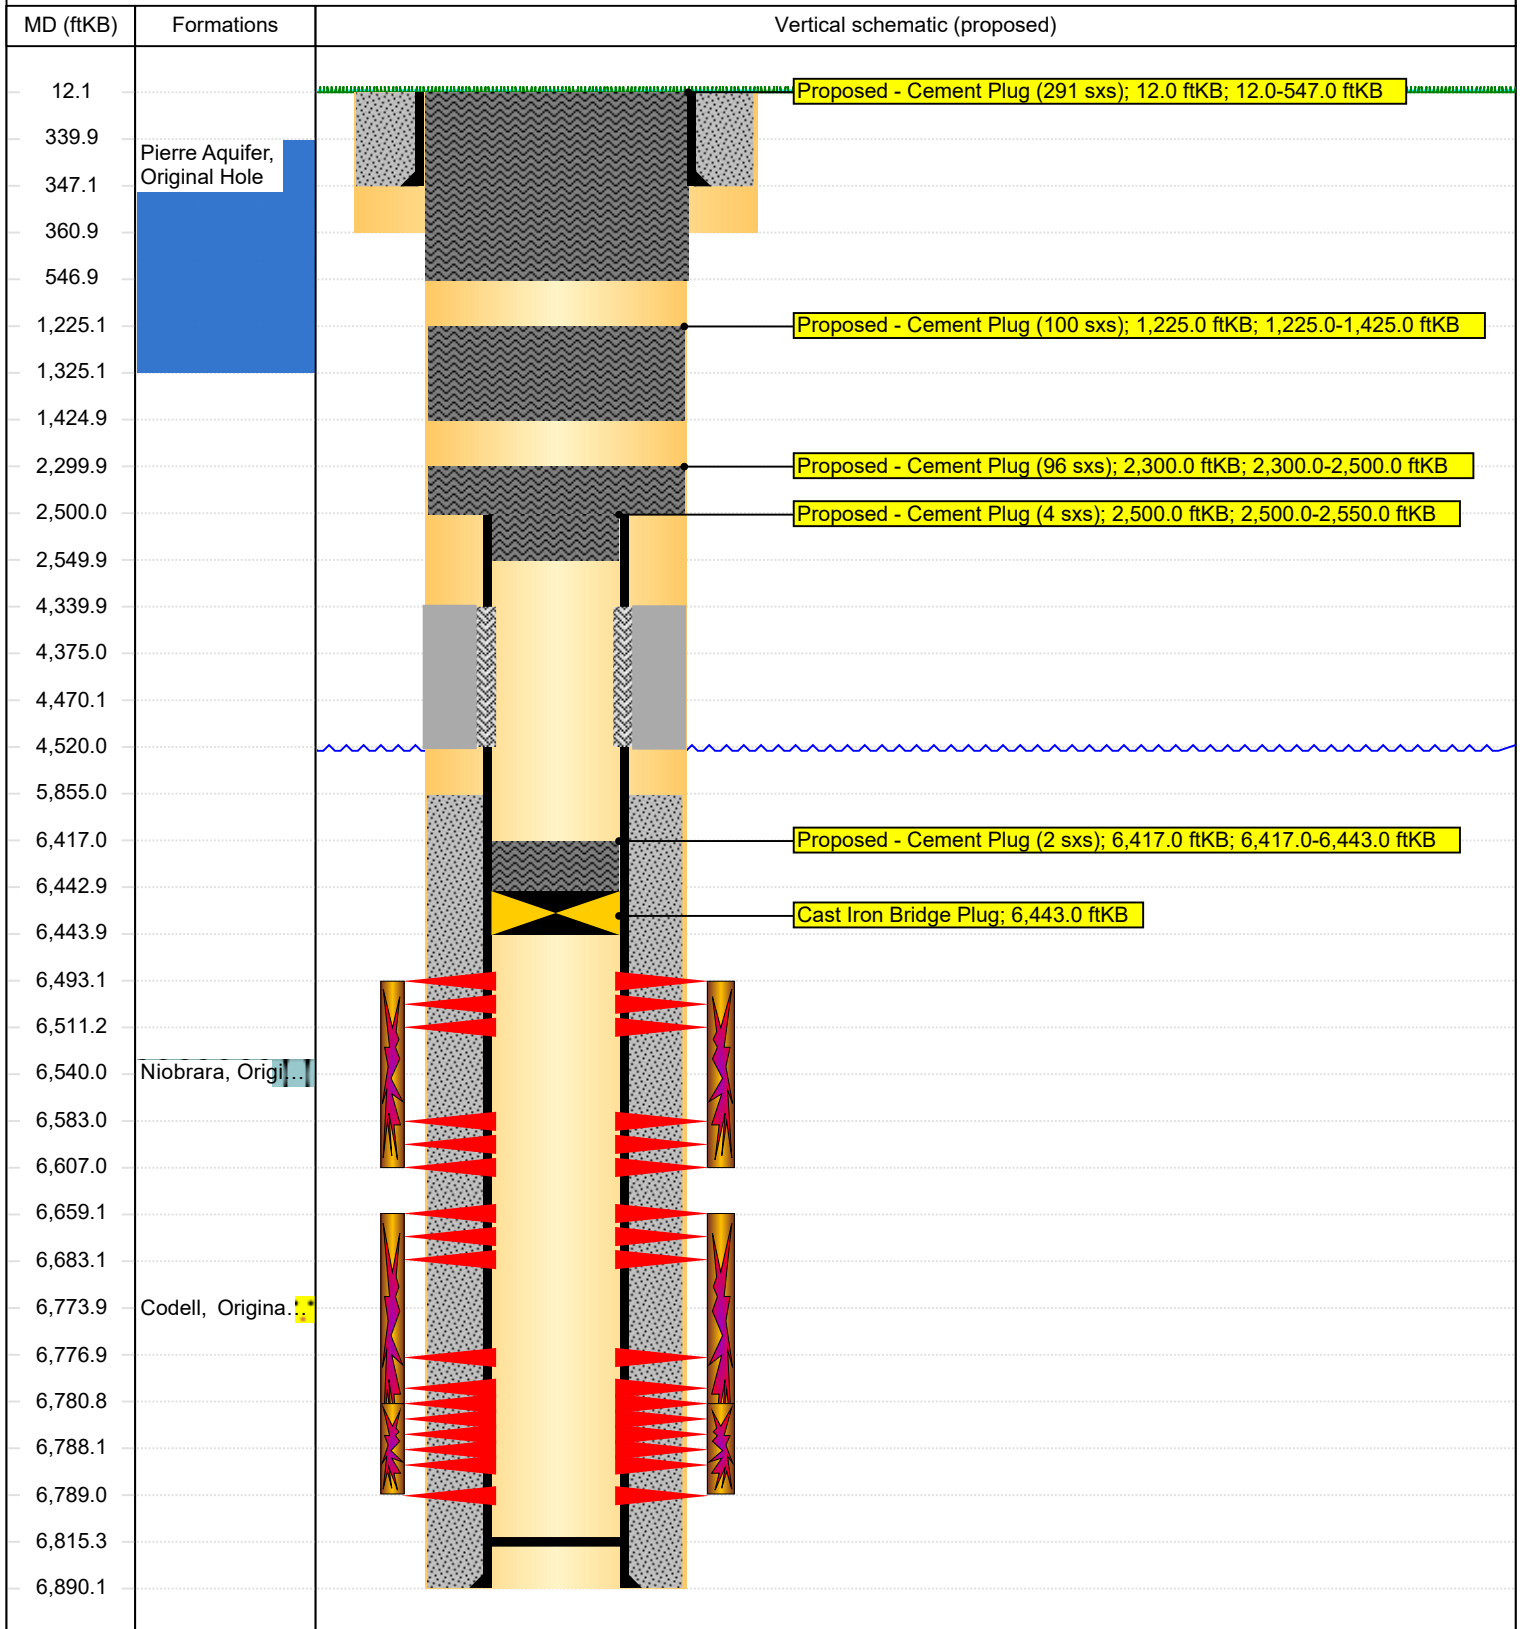 MD (ftKB) Formations Vertical schematic (proposed)
12.1 Proposed - Cement Plug (291 sxs); 12.0 ftKB; 12.0-547.0 ftKB
339.9
Pierre Aquifer,
Original Hole
347.1
360.9
546.9
1,225.1 Proposed - Cement Plug (100 sxs); 1,225.0 ftKB; 1,225.0-1,425.0 ftKB
1,325.1
1,424.9
2,299.9 Proposed - Cement Plug (96 sxs); 2,300.0 ftKB; 2,300.0-2,500.0 ftKB
2,500.0 Proposed - Cement Plug (4 sxs); 2,500.0 ftKB; 2,500.0-2,550.0 ftKB
2,549.9
4,339.9
4,375.0
4,470.1
4,520.0
5,855.0
6,417.0 Proposed - Cement Plug (2 sxs); 6,417.0 ftKB; 6,417.0-6,443.0 ftKB
6,442.9
Cast Iron Bridge Plug; 6,443.0 ftKB
6,443.9
6,493.1
6,511.2
6,540.0 Niobrara, Origi...
6,583.0
6,607.0
6,659.1
6,683.1
6,773.9 Codell, Origina...
6,776.9
6,780.8
6,788.1
6,789.0
6,815.3
6,890.1